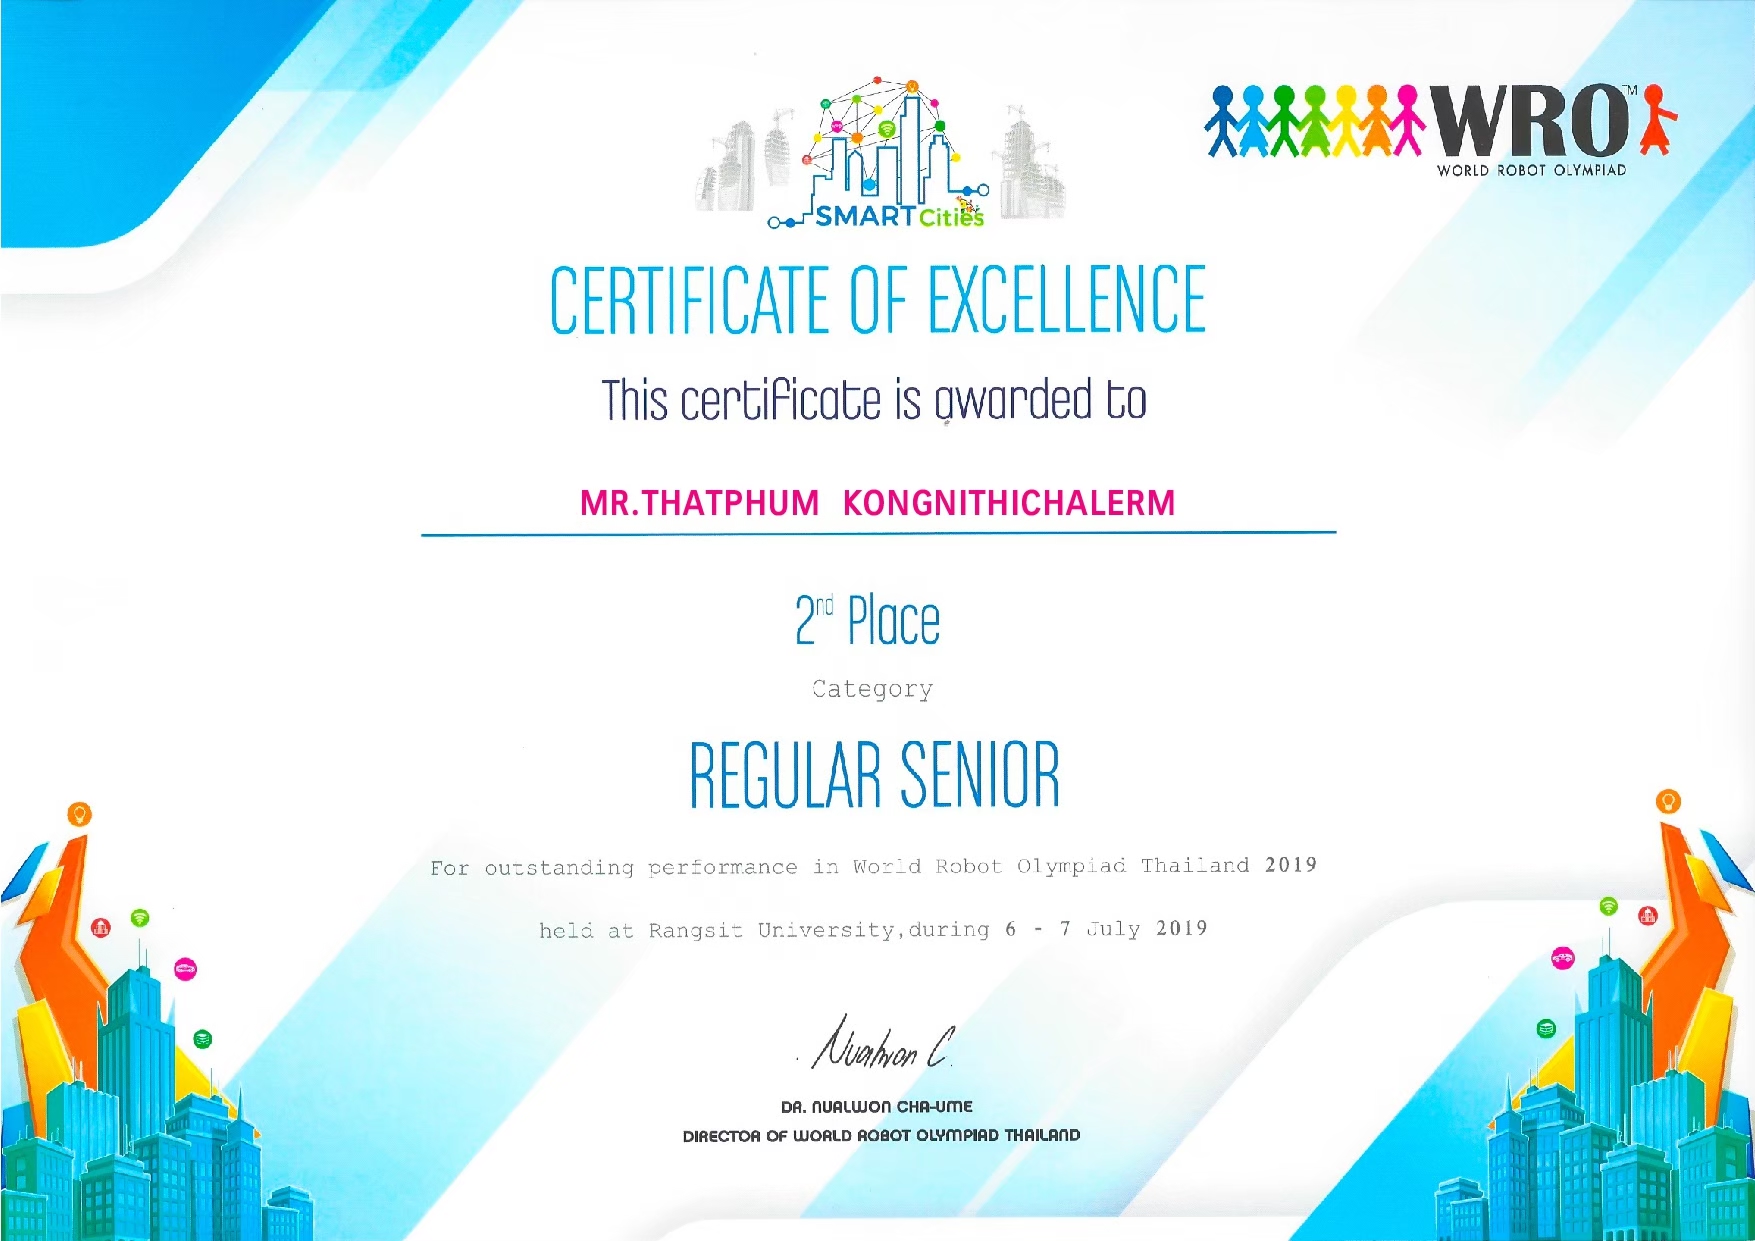 SMART Cities
WRO™
WORLD ROBOT OLYMPIAD
CERTIFICATE OF EXCELLENCE
This certificate is awarded to
MR.THATPHUM KONGNITHICHALERM
2nd Place
Category
REGULAR SENIOR
For outstanding performance in World Robot Olympiad Thailand 2019
held at Rangsit University,during 6 - 7 July 2019
Nualwon C.
DR. NUALWON CHA-UME
DIRECTOR OF WORLD ROBOT OLYMPIAD THAILAND